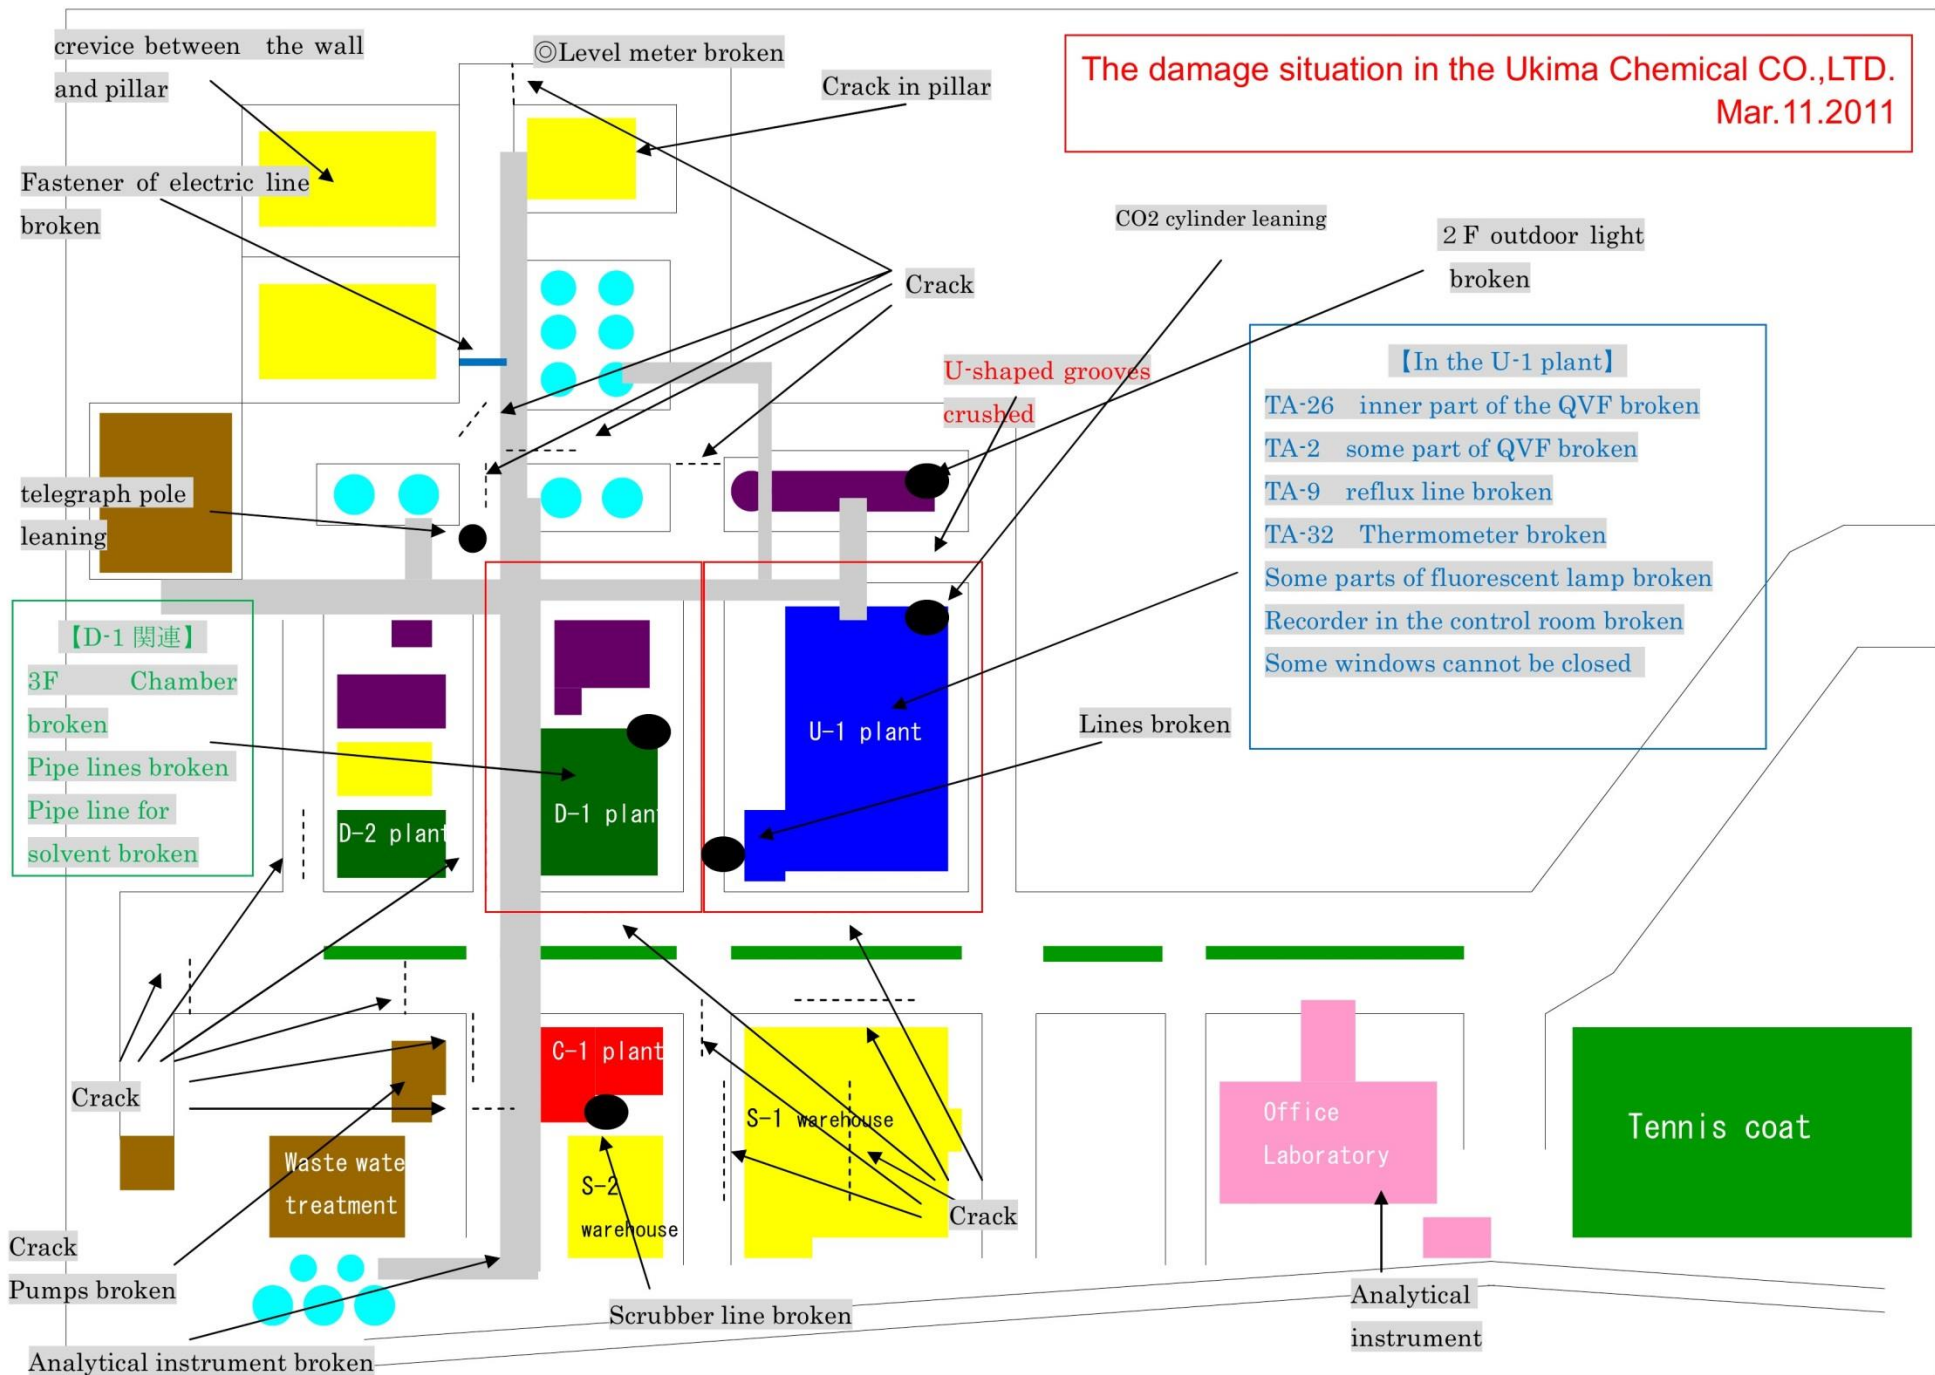 The damage situation in the Ukima Chemical CO.,LTD.
Mar.11.2011
crevice between the wall
and pillar
◎Level meter broken
Crack in pillar
Fastener of electric line
broken
CO2 cylinder leaning
２F outdoor light
broken
Crack
U-shaped grooves
crushed
【In the U-1 plant】
TA-26 inner part of the QVF broken
TA-2 some part of QVF broken
TA-9 reflux line broken
TA-32 Thermometer broken
Some parts of fluorescent lamp broken
Recorder in the control room broken
Some windows cannot be closed
telegraph pole
leaning
【D-1 関連】
3F Chamber
broken
Pipe lines broken
Pipe line for
solvent broken
U-1 plant
Lines broken
D-1 plant
D-2 plant
C-1 plant
Crack
S-1 warehouse
Office
Laboratory
Tennis coat
Waste wate
treatment
S-2
warehouse
Crack
Crack
Pumps broken
Scrubber line broken
Analytical
instrument
Analytical instrument broken